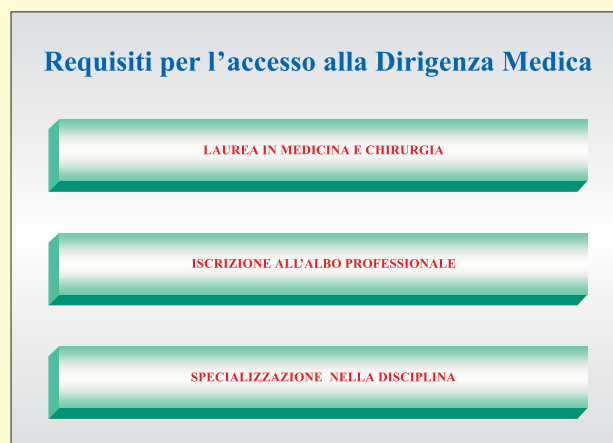 Requisiti per l’accesso alla Dirigenza Medica
LAUREA IN MEDICINA E CHIRURGIA
ISCRIZIONE ALL’ALBO PROFESSIONALE
SPECIALIZZAZIONE NELLA DISCIPLINA